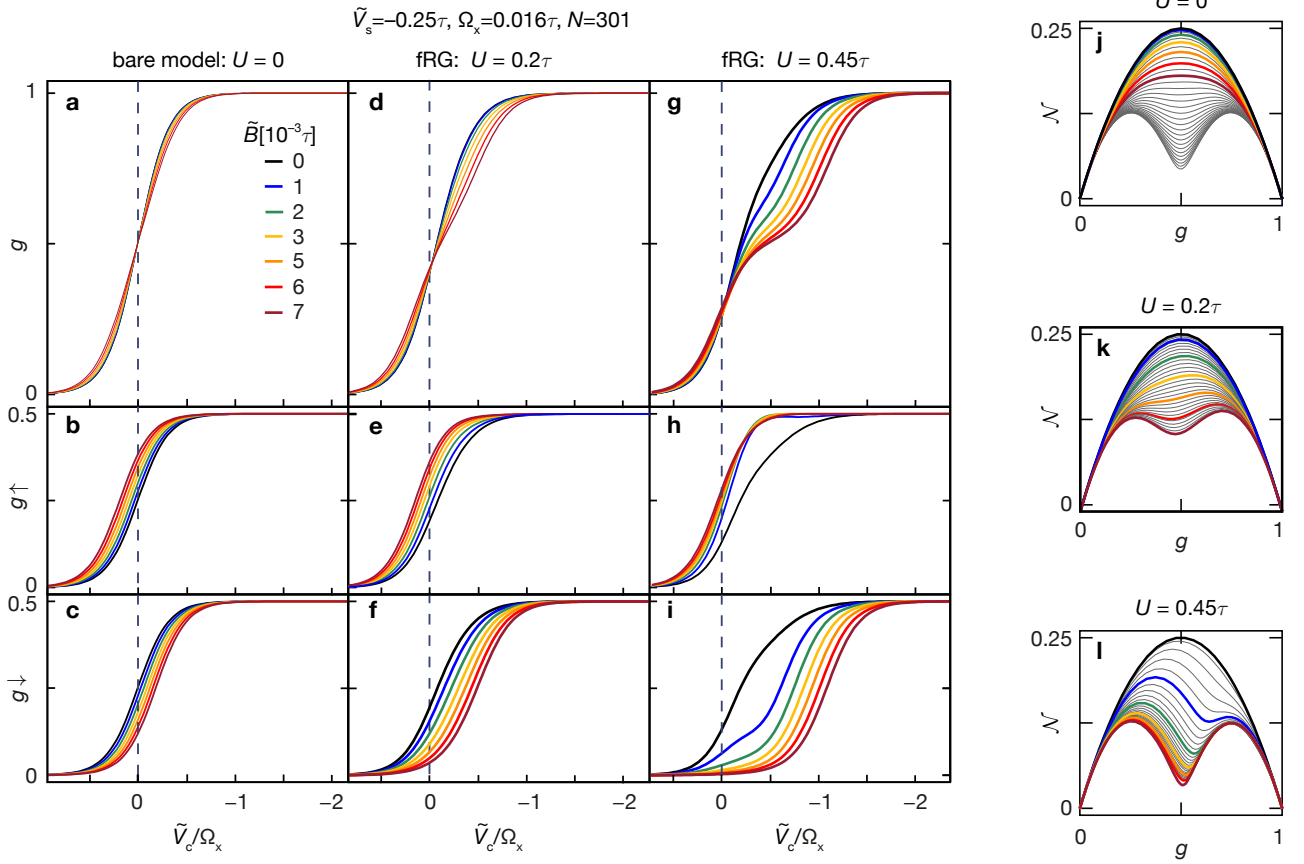 Ṽs=−0.25τ, Ωx=0.016τ, N=301
bare model: U = 0
fRG: U = 0.2τ
fRG: U = 0.45τ
a
d
g
1
g
0
B̃[10⁻³τ]
0
1
2
3
5
6
7
b
e
h
0.5
g↑
0
c
f
i
0.5
g↓
0
0
−1
−2
0
−1
−2
0
−1
−2
Ṽc/Ωx
Ṽc/Ωx
Ṽc/Ωx
U = 0
j
0.25
𝒩
0
0
g
1
U = 0.2τ
k
0.25
𝒩
0
0
g
1
U = 0.45τ
l
0.25
𝒩
0
0
g
1